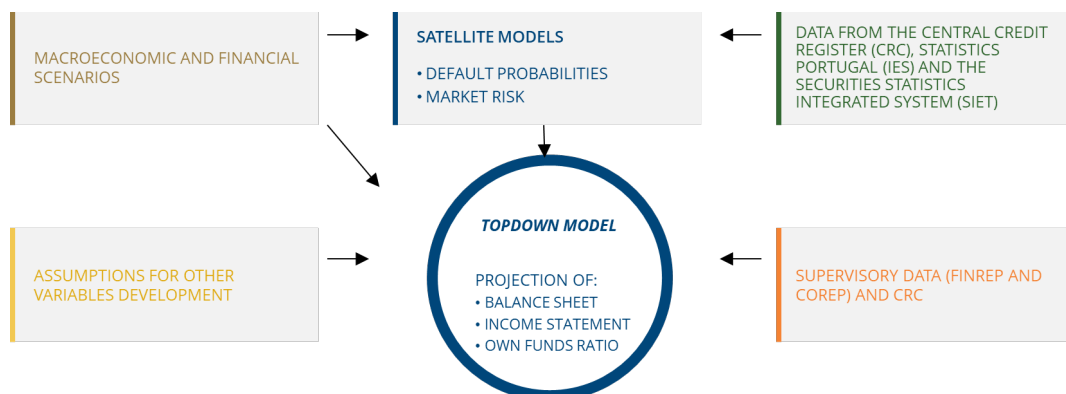 MACROECONOMIC AND FINANCIAL
SCENARIOS
SATELLITE MODELS
• DEFAULT PROBABILITIES
• MARKET RISK
DATA FROM THE CENTRAL CREDIT
REGISTER (CRC), STATISTICS
PORTUGAL (IES) AND THE
SECURITIES STATISTICS
INTEGRATED SYSTEM (SIET)
ASSUMPTIONS FOR OTHER
VARIABLES DEVELOPMENT
TOPDOWN MODEL
PROJECTION OF:
• BALANCE SHEET
• INCOME STATEMENT
• OWN FUNDS RATIO
SUPERVISORY DATA (FINREP AND
COREP) AND CRC